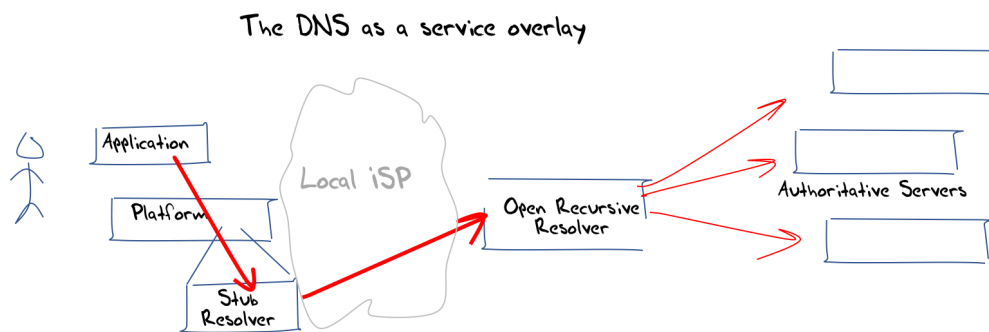 The DNS as a service overlay
Application
Local iSP
Platform
Open Recursive
Resolver
Authoritative Servers
Stub
Resolver